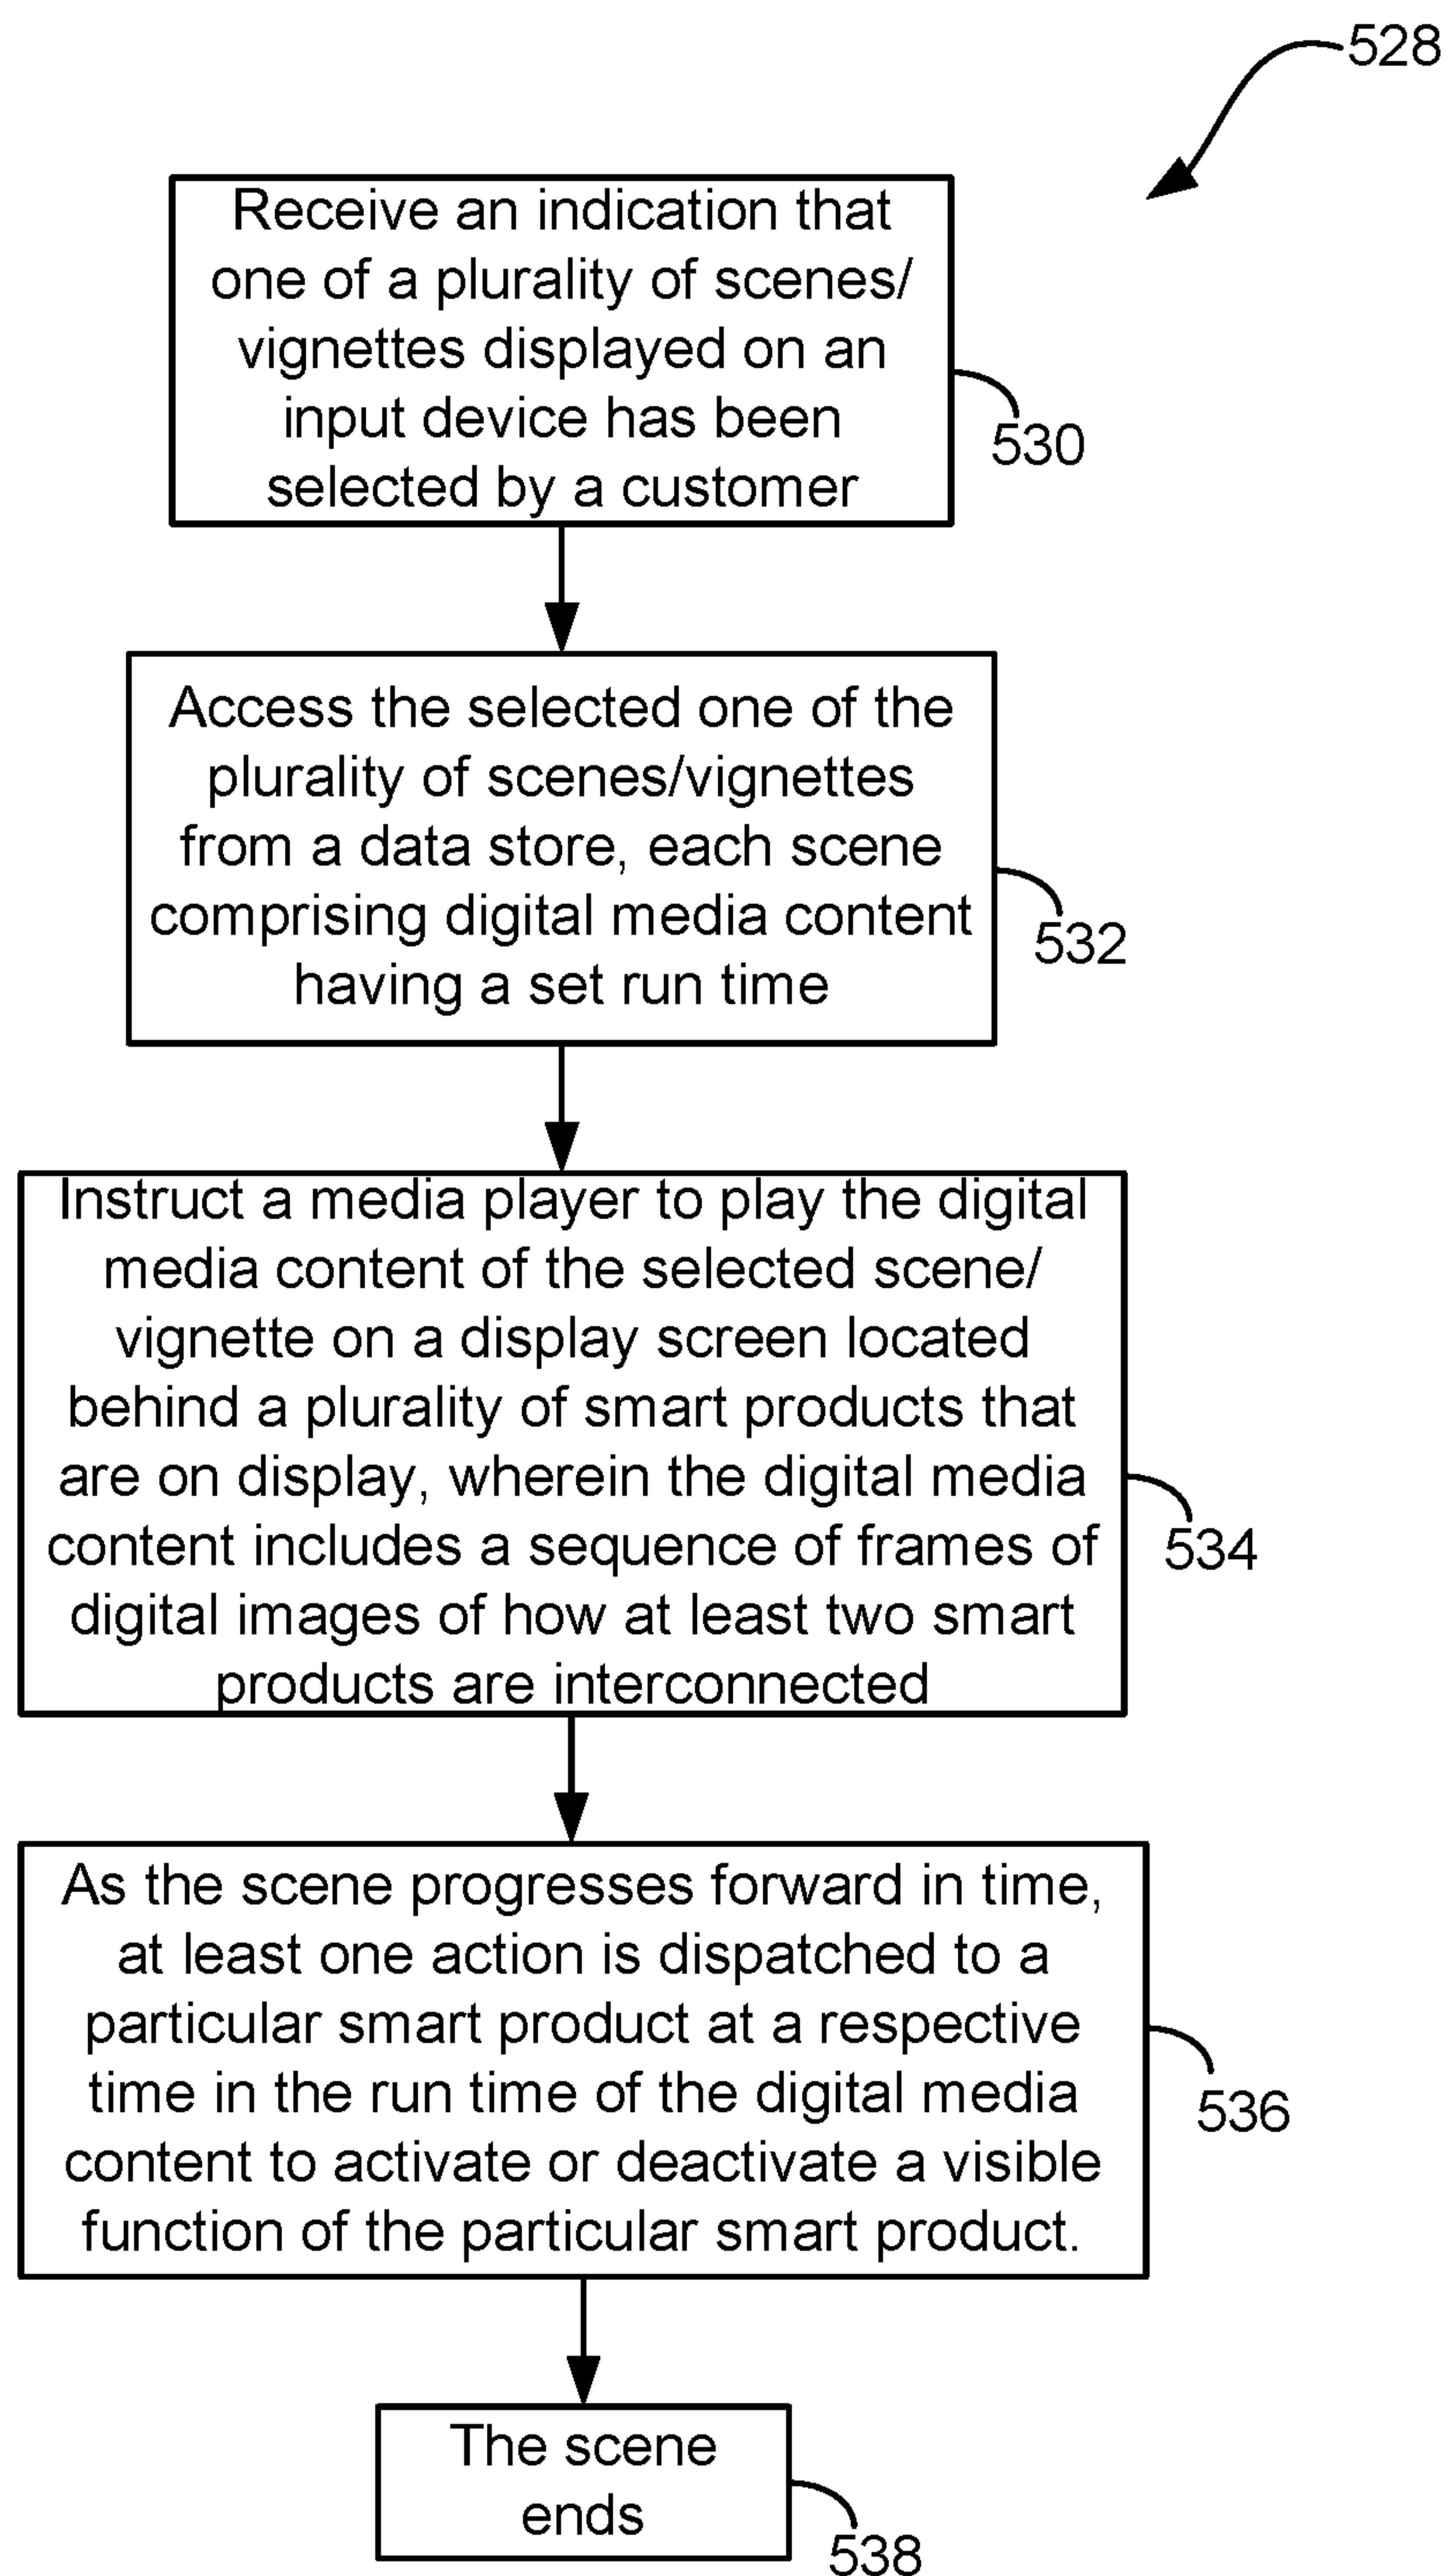 528
Receive an indication that
one of a plurality of scenes/
vignettes displayed on an
input device has been
selected by a customer
530
Access the selected one of the
plurality of scenes/vignettes
from a data store, each scene
comprising digital media content
having a set run time
532
Instruct a media player to play the digital
media content of the selected scene/
vignette on a display screen located
behind a plurality of smart products that
are on display, wherein the digital media
content includes a sequence of frames of
digital images of how at least two smart
products are interconnected
534
As the scene progresses forward in time,
at least one action is dispatched to a
particular smart product at a respective
time in the run time of the digital media
content to activate or deactivate a visible
function of the particular smart product.
536
The scene
ends
538